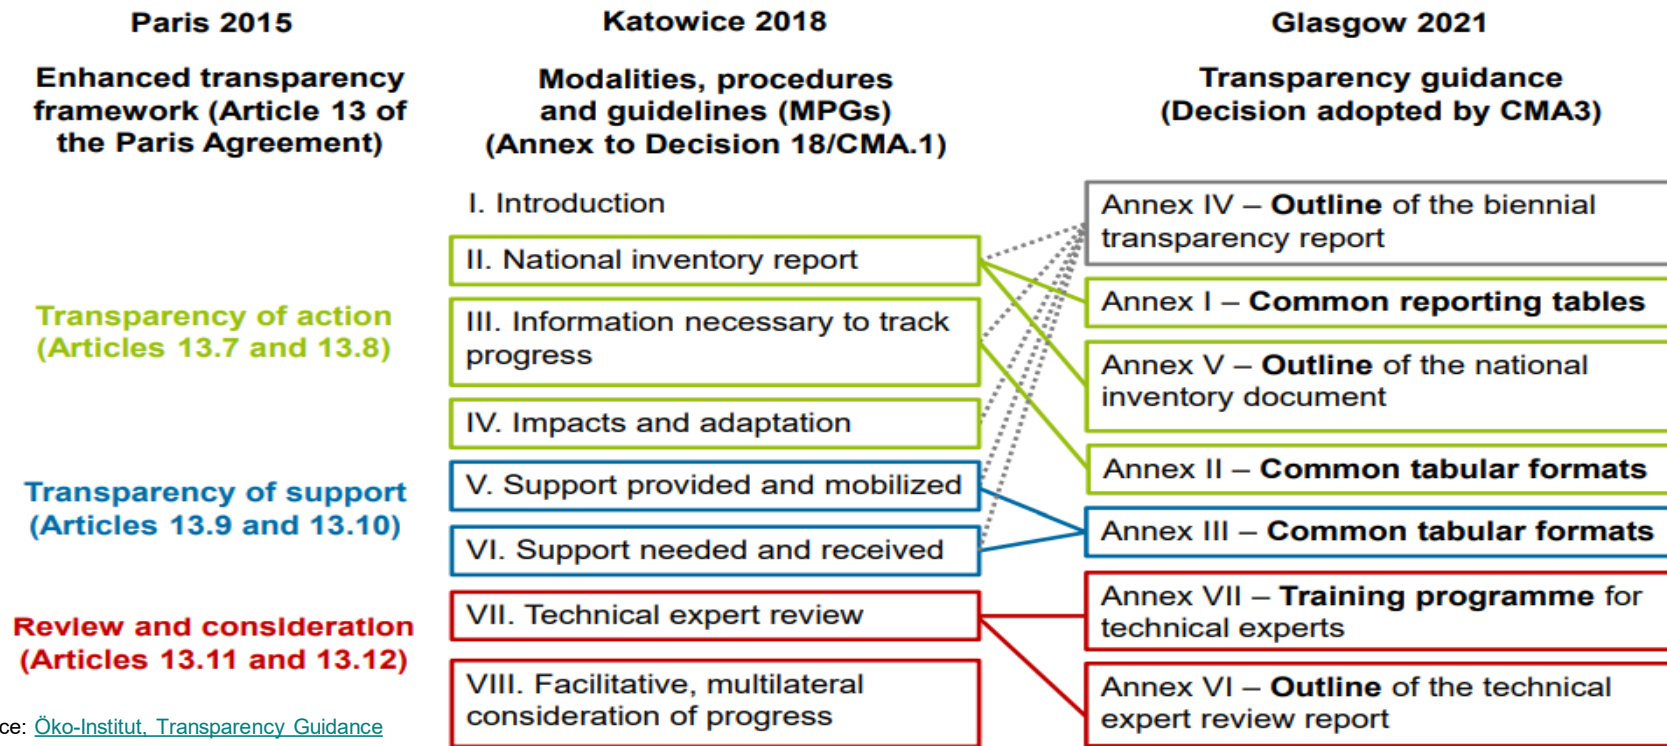 Paris 2015
Enhanced transparency
framework (Article 13 of
the Paris Agreement)
Transparency of action
(Articles 13.7 and 13.8)
Transparency of support
(Articles 13.9 and 13.10)
Review and consideration
(Articles 13.11 and 13.12)
Katowice 2018
Modalities, procedures
and guidelines (MPGs)
(Annex to Decision 18/CMA.1)
I. Introduction
II. National inventory report
III. Information necessary to track
progress
IV. Impacts and adaptation
V. Support provided and mobilized
VI. Support needed and received
VII. Technical expert review
VIII. Facilitative, multilateral
consideration of progress
Glasgow 2021
Transparency guidance
(Decision adopted by CMA3)
Annex IV – Outline of the biennial
transparency report
Annex I – Common reporting tables
Annex V – Outline of the national
inventory document
Annex II – Common tabular formats
Annex III – Common tabular formats
Annex VII – Training programme for
technical experts
Annex VI – Outline of the technical
expert review report
ce: Öko-Institut, Transparency Guidance